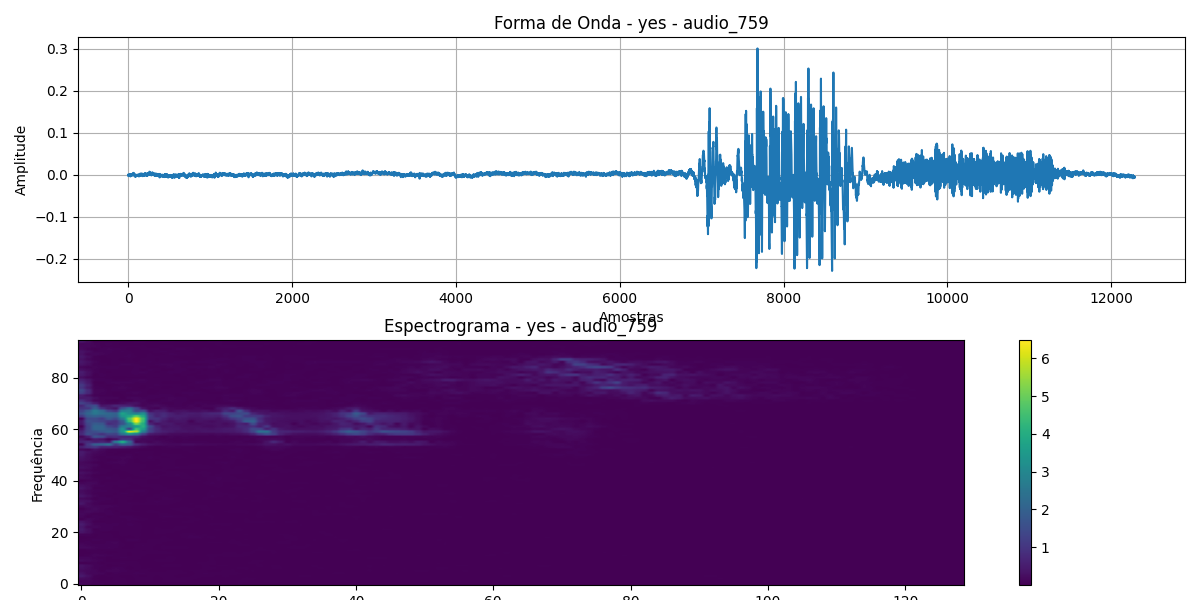 Forma de Onda - yes - audio_759
Amplitude
0.3
0.2
0.1
0.0
−0.1
−0.2
0 2000 4000 6000 8000 10000 12000
Amostras
Espectrograma - yes - audio_759
Frequência
80
60
40
20
0
0 20 40 60 80 100 120
6
5
4
3
2
1